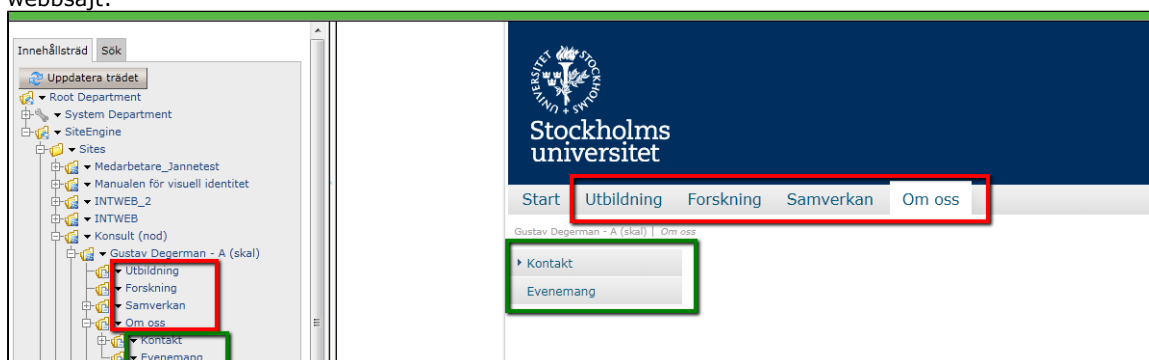 webbsajt:
Innehållsträd Sök
Uppdatera trädet
Root Department
System Department
SiteEngine
Sites
Medarbetare_Jannetest
Manualen för visuell identitet
INTWEB_2
INTWEB
Konsult (nod)
Gustav Degerman - A (skal)
Utbildning
Forskning
Samverkan
Om oss
Kontakt
Evenemang
STOCKHOLMS UNIVERSITET
Stockholms
universitet
Start Utbildning Forskning Samverkan Om oss
Gustav Degerman - A (skal) | Om oss
Kontakt
Evenemang